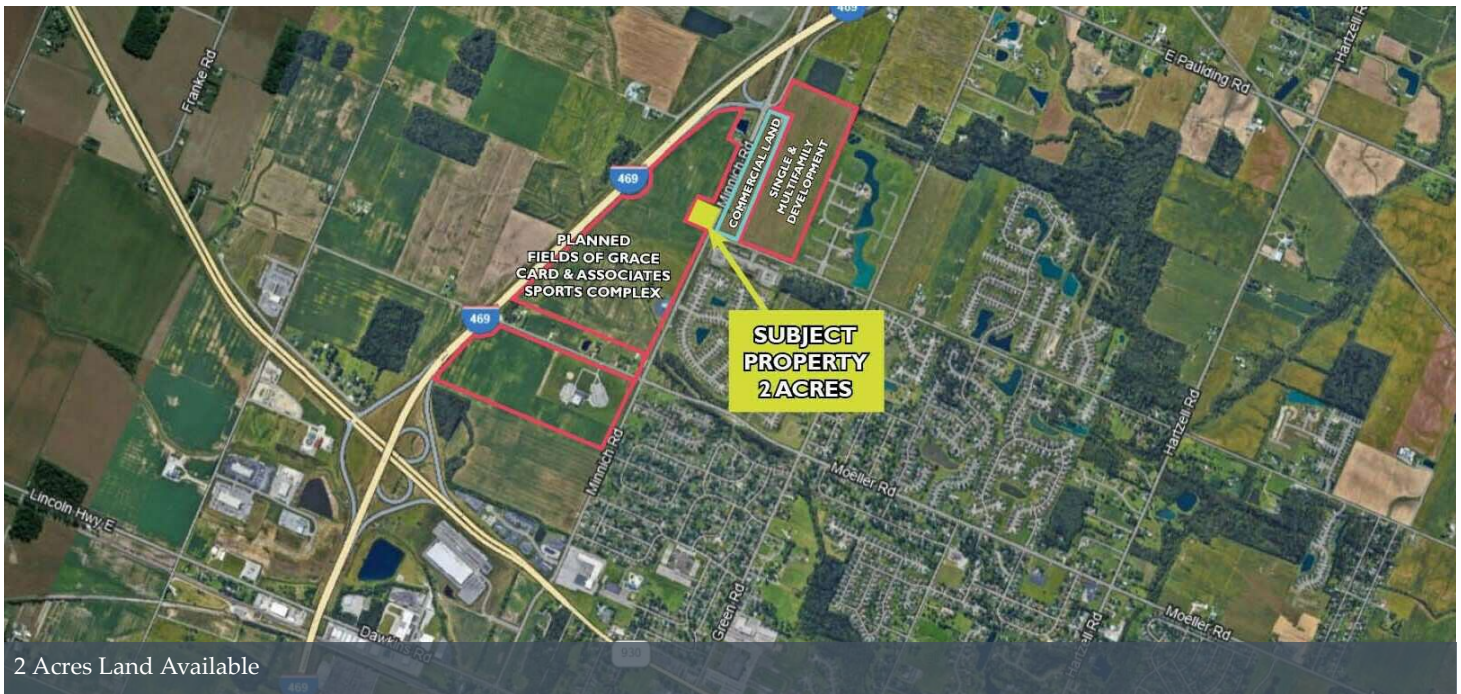 469
Franke Rd
E Paulding Rd
Hartzell R
469
Minnich Rd
COMMERCIAL LAND
SINGLE &
MULTIFAMILY
DEVELOPMENT
PLANNED
FIELDS OF GRACE
CARD & ASSOCIATES
SPORTS COMPLEX
469
SUBJECT
PROPERTY
2 ACRES
Hartzell Rd
Minnich Rd
Moeller Rd
Lincoln Hwy E
Green Rd
Moeller Rd
Hartzell Rd
Dawkins Rd
930
2 Acres Land Available
469